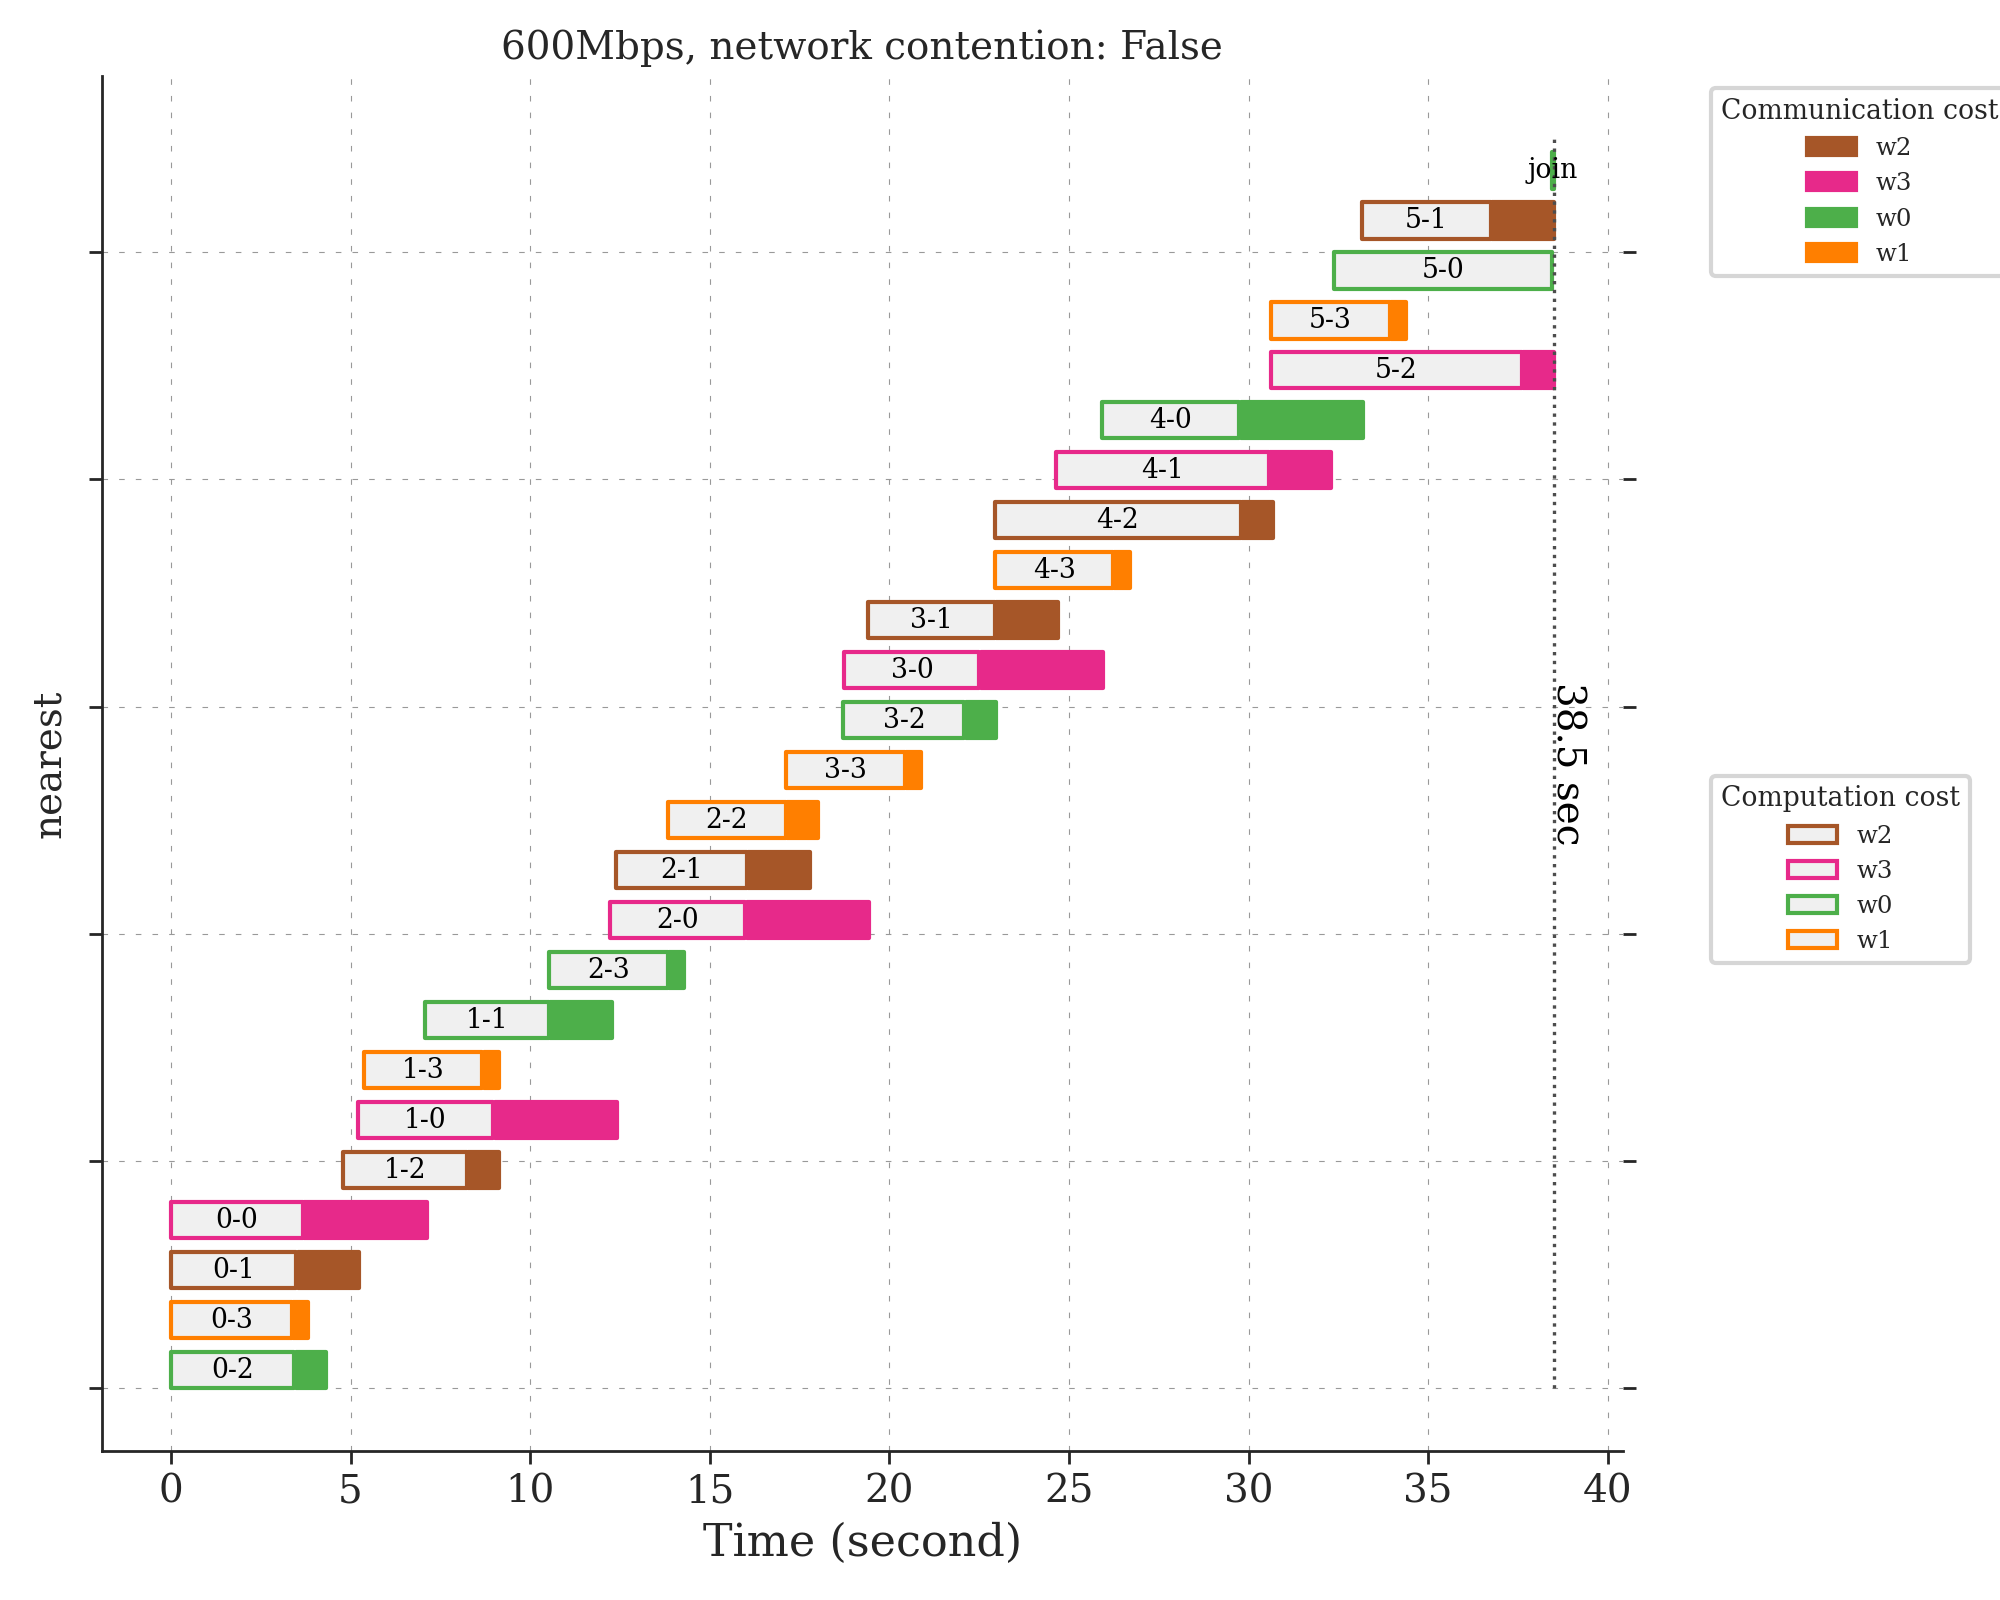 600Mbps, network contention: False
Communication cost
w2
w3
w0
w1
join
5-1
5-0
5-3
5-2
4-0
4-1
4-2
4-3
3-1
3-0
3-2
3-3
2-2
2-1
2-0
2-3
1-1
1-3
1-0
1-2
0-0
0-1
0-3
0-2
38.5 sec
nearest
Computation cost
w2
w3
w0
w1
0 5 10 15 20 25 30 35 40
Time (second)